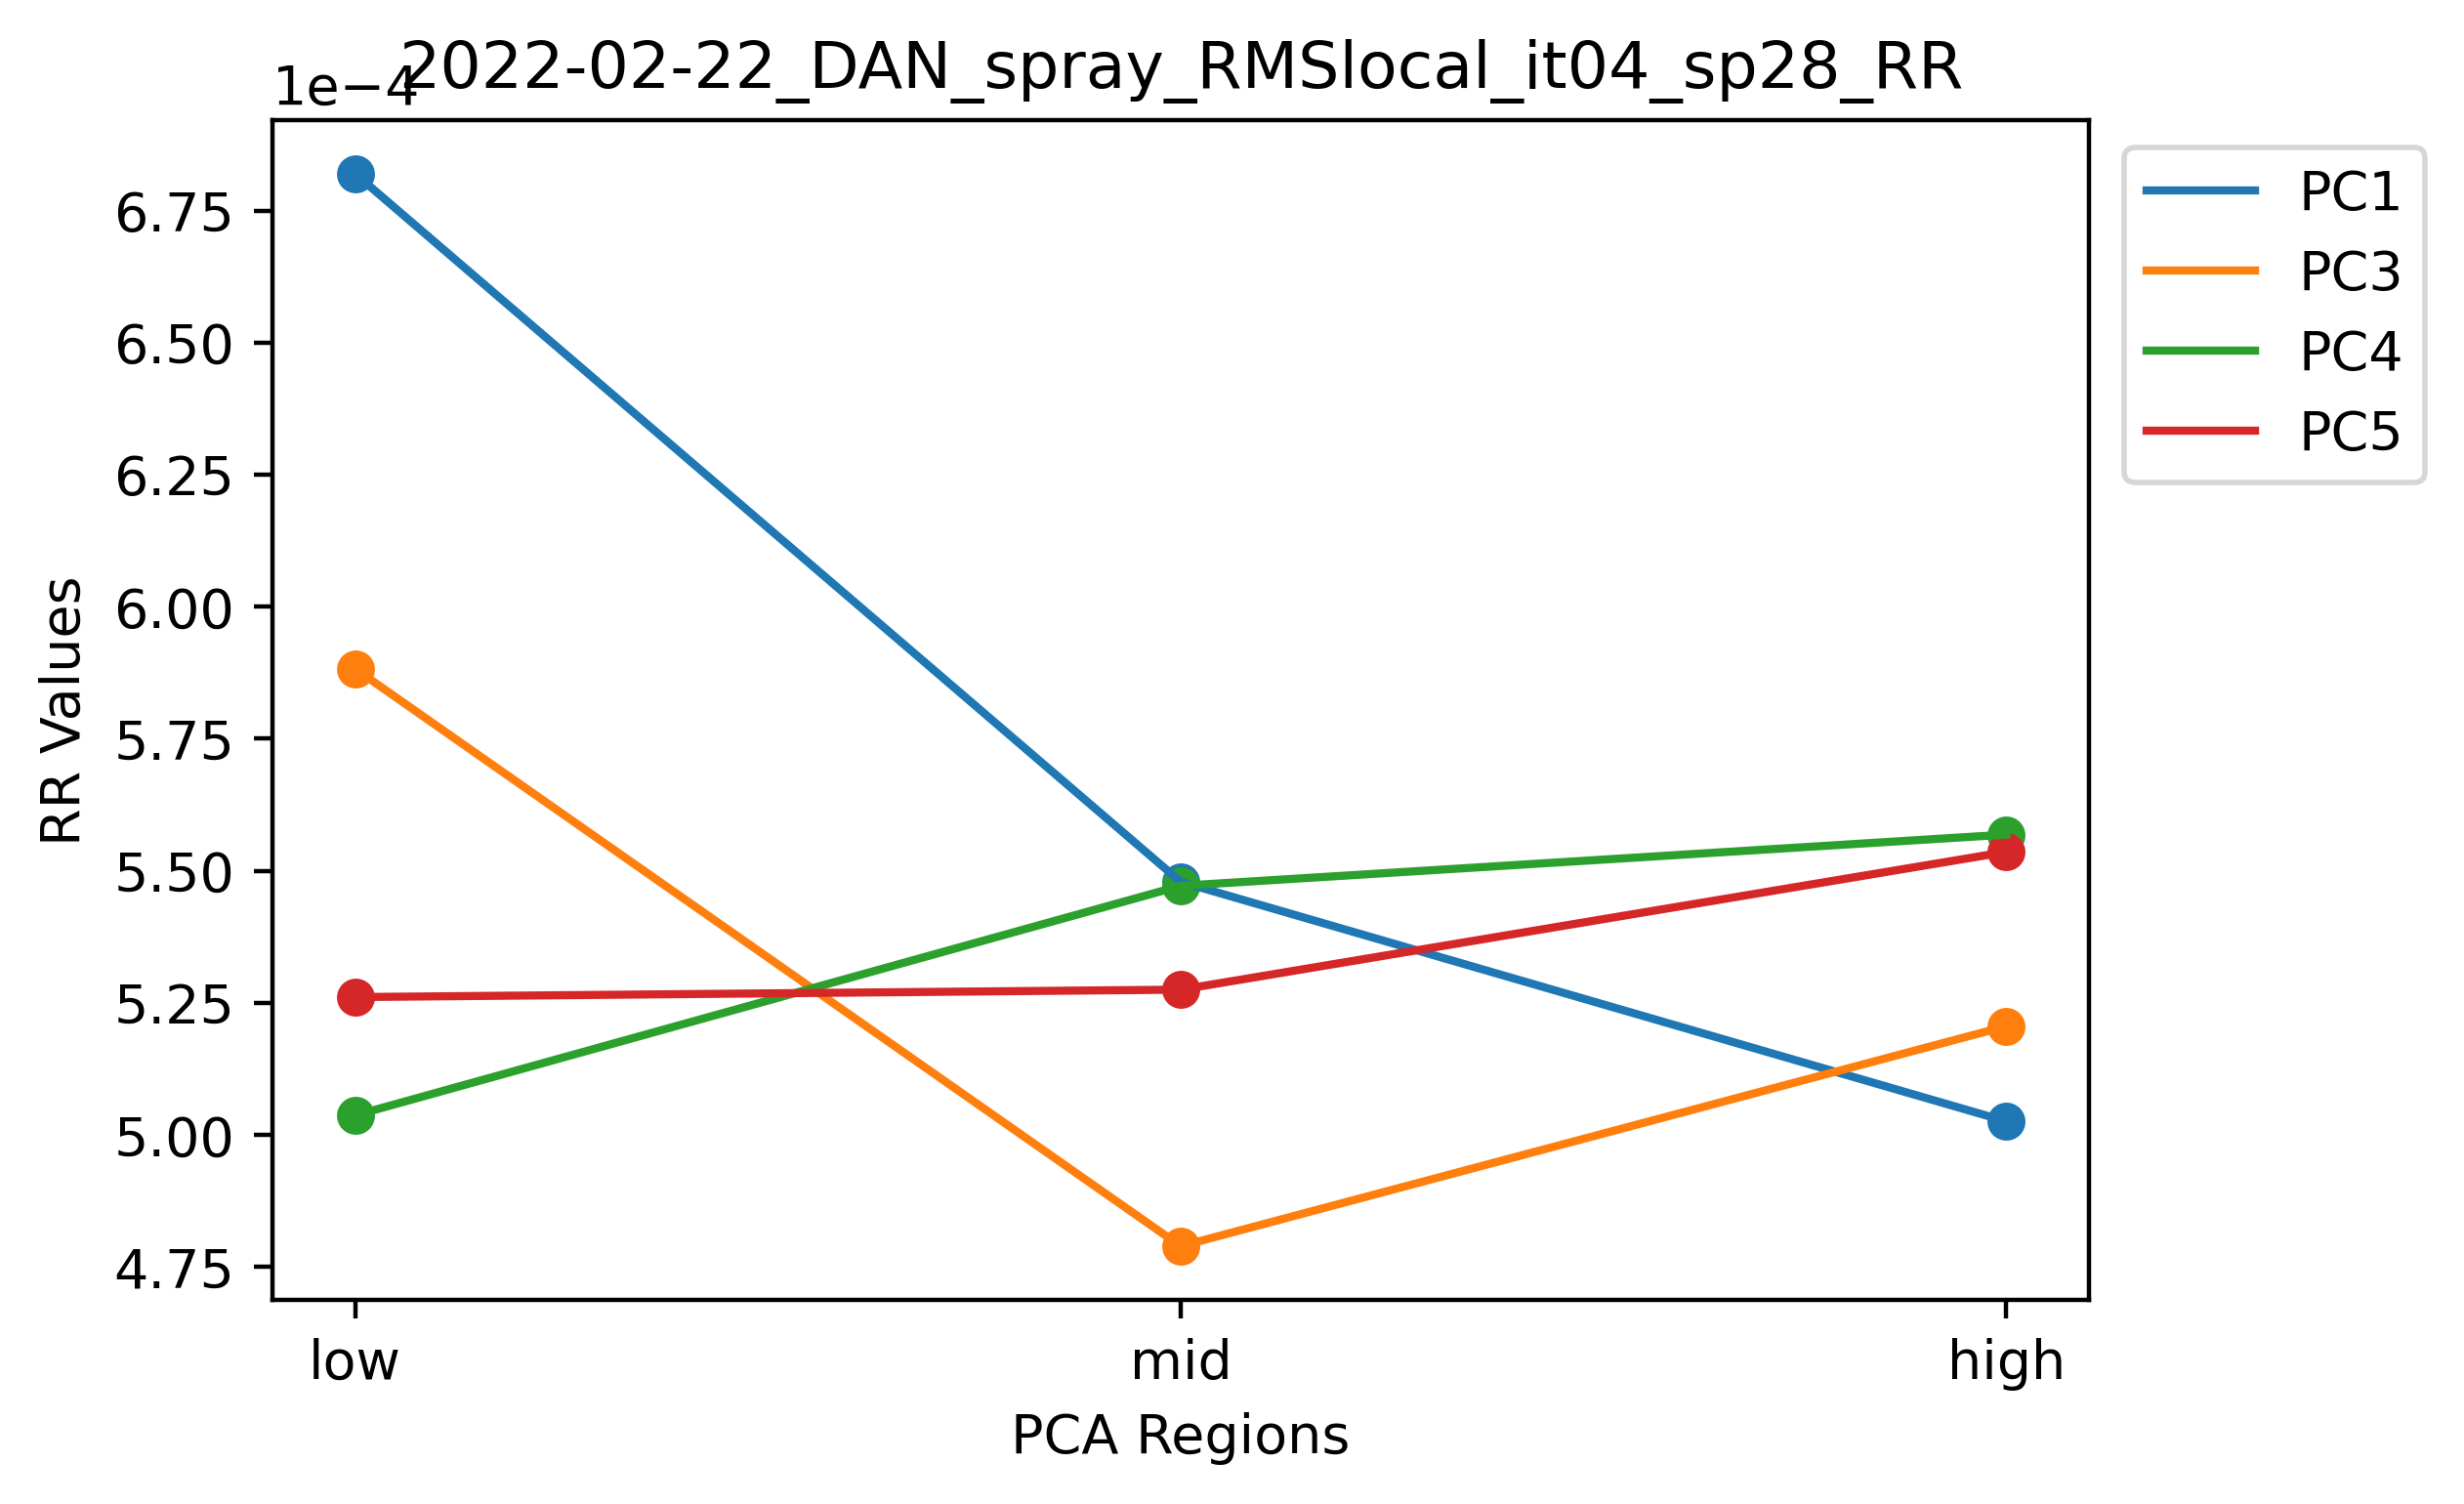 2022-02-22_DAN_spray_RMSlocal_it04_sp28_RR
1e−4
6.75
6.50
6.25
6.00
5.75
5.50
5.25
5.00
4.75
RR Values
low mid high
PCA Regions
PC1
PC3
PC4
PC5